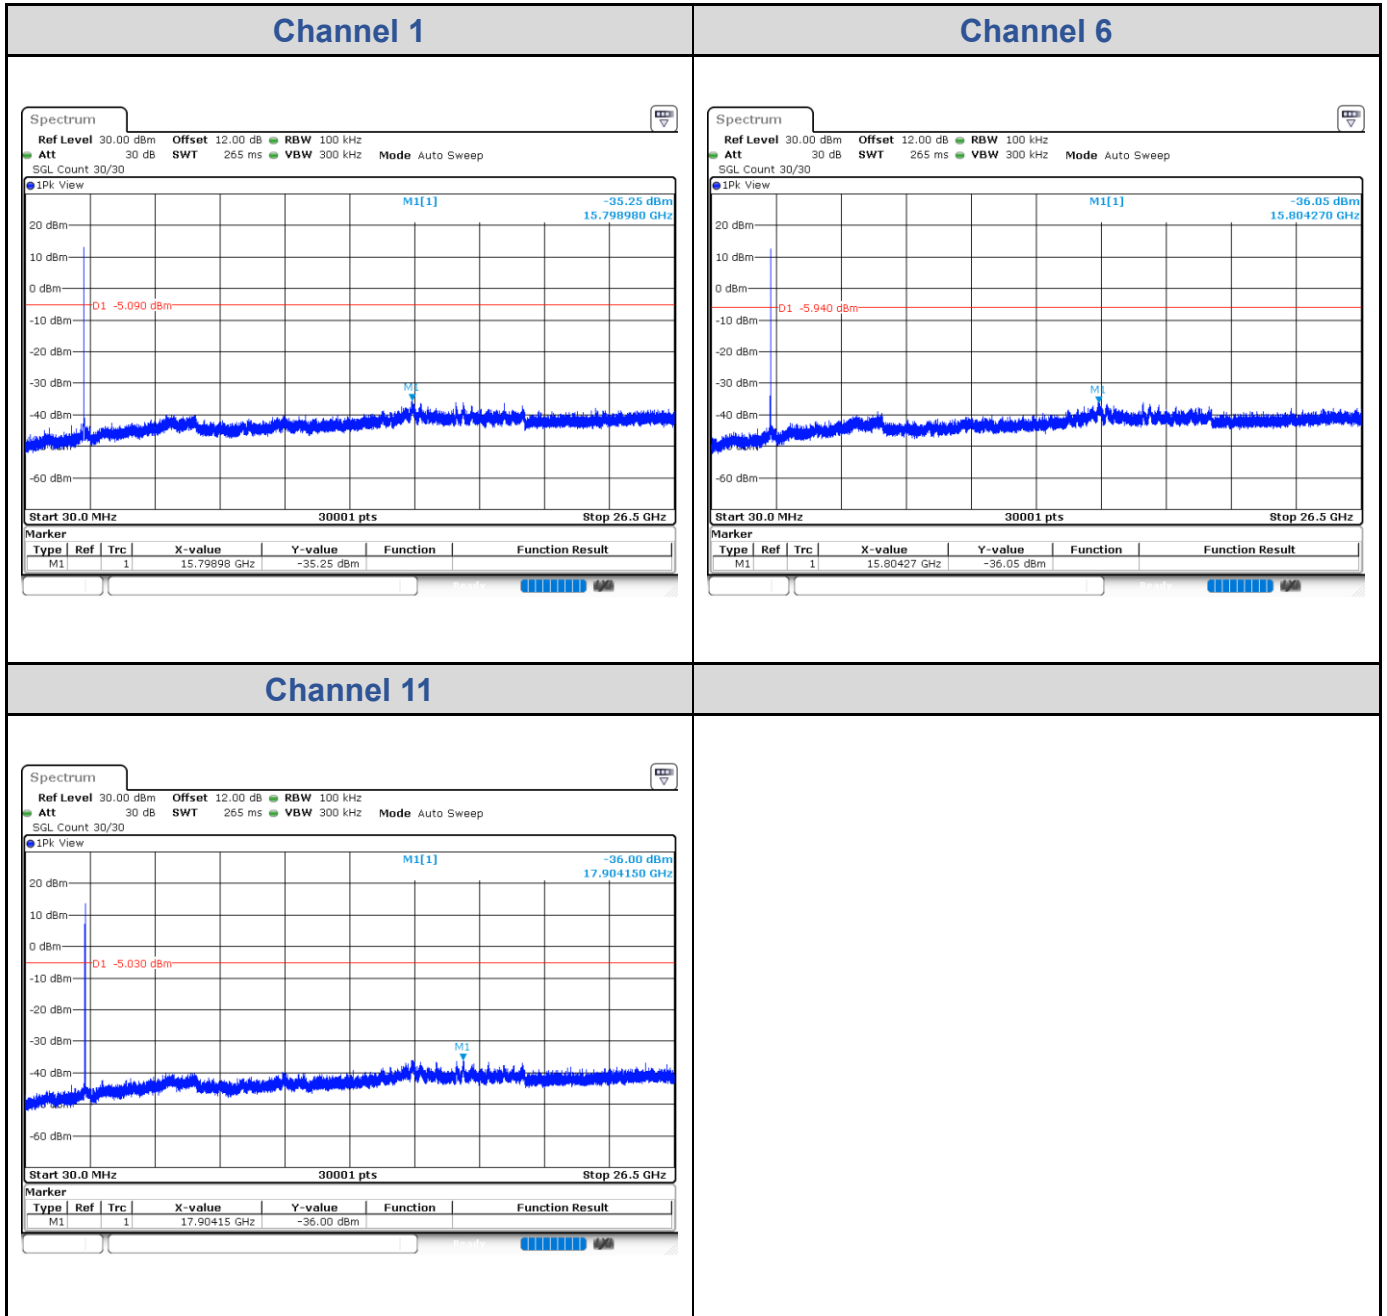 Channel 1
Channel 6
Spectrum
Ref Level 30.00 dBm Offset 12.00 dB RBW 100 kHz
Att 30 dB SWT 265 ms VBW 300 kHz Mode Auto Sweep
SGL Count 30/30
1Pk View
M1[1] -35.25 dBm
15.798980 GHz
20 dBm
10 dBm
0 dBm
D1 -5.090 dBm
-10 dBm
-20 dBm
-30 dBm
M1
-40 dBm
-60 dBm
Start 30.0 MHz 30001 pts Stop 26.5 GHz
Marker
Type Ref Trc X-value Y-value Function Function Result
M1 1 15.79898 GHz -35.25 dBm
Spectrum
Ref Level 30.00 dBm Offset 12.00 dB RBW 100 kHz
Att 30 dB SWT 265 ms VBW 300 kHz Mode Auto Sweep
SGL Count 30/30
1Pk View
M1[1] -36.05 dBm
15.804270 GHz
20 dBm
10 dBm
0 dBm
D1 -5.940 dBm
-10 dBm
-20 dBm
-30 dBm
M1
-40 dBm
-60 dBm
Start 30.0 MHz 30001 pts Stop 26.5 GHz
Marker
Type Ref Trc X-value Y-value Function Function Result
M1 1 15.80427 GHz -36.05 dBm
Channel 11
Spectrum
Ref Level 30.00 dBm Offset 12.00 dB RBW 100 kHz
Att 30 dB SWT 265 ms VBW 300 kHz Mode Auto Sweep
SGL Count 30/30
1Pk View
M1[1] -36.00 dBm
17.904150 GHz
20 dBm
10 dBm
0 dBm
D1 -5.030 dBm
-10 dBm
-20 dBm
-30 dBm
M1
-40 dBm
-60 dBm
Start 30.0 MHz 30001 pts Stop 26.5 GHz
Marker
Type Ref Trc X-value Y-value Function Function Result
M1 1 17.90415 GHz -36.00 dBm